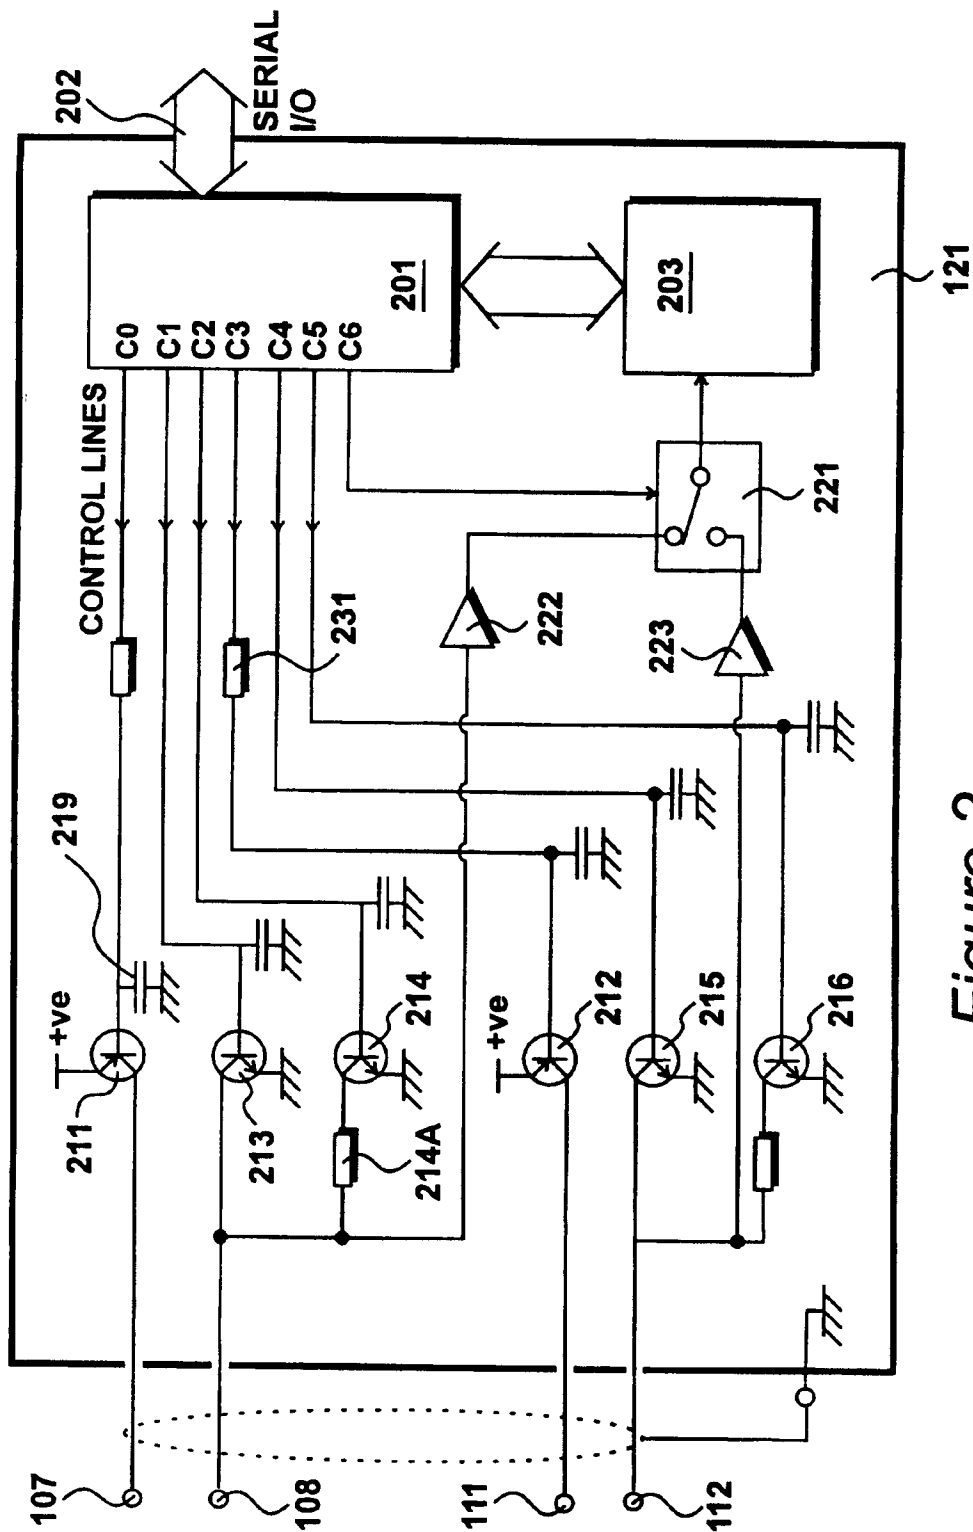 202
SERIAL
I/O
CONTROL LINES
C0
C1
C2
C3
C4
C5
C6
201
203
121
219
231
222
221
223
+ve
211
213
214
214A
+ve
212
215
216
107
108
111
112
Figure 2